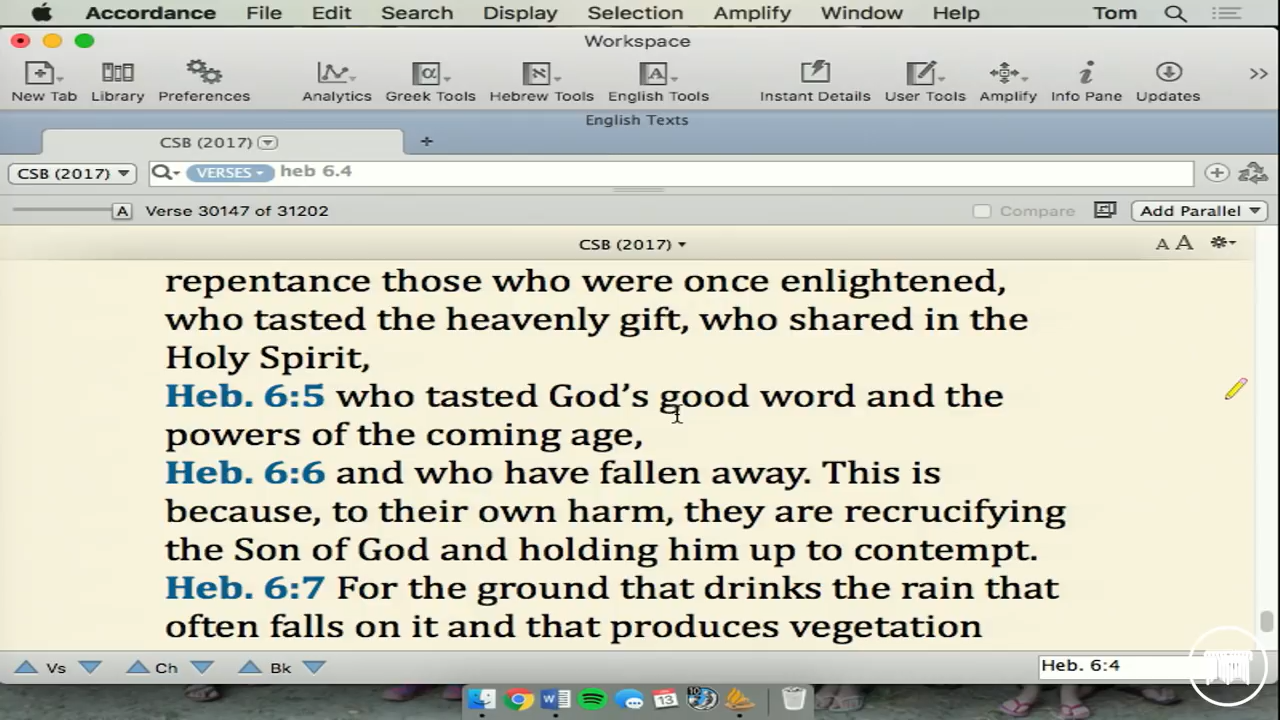 Accordance File Edit Search Display Selection Amplify Window Help Tom
Workspace
New Tab Library Preferences Analytics Greek Tools Hebrew Tools English Tools Instant Details User Tools Amplify Info Pane Updates
English Texts
CSB (2017)
CSB (2017) VERSES heb 6.4
A Verse 30147 of 31202 Compare Add Parallel
CSB (2017) A A
repentance those who were once enlightened,
who tasted the heavenly gift, who shared in the
Holy Spirit,
Heb. 6:5 who tasted God’s good word and the
powers of the coming age,
Heb. 6:6 and who have fallen away. This is
because, to their own harm, they are recrucifying
the Son of God and holding him up to contempt.
Heb. 6:7 For the ground that drinks the rain that
often falls on it and that produces vegetation
Vs Ch Bk Heb. 6:4
13